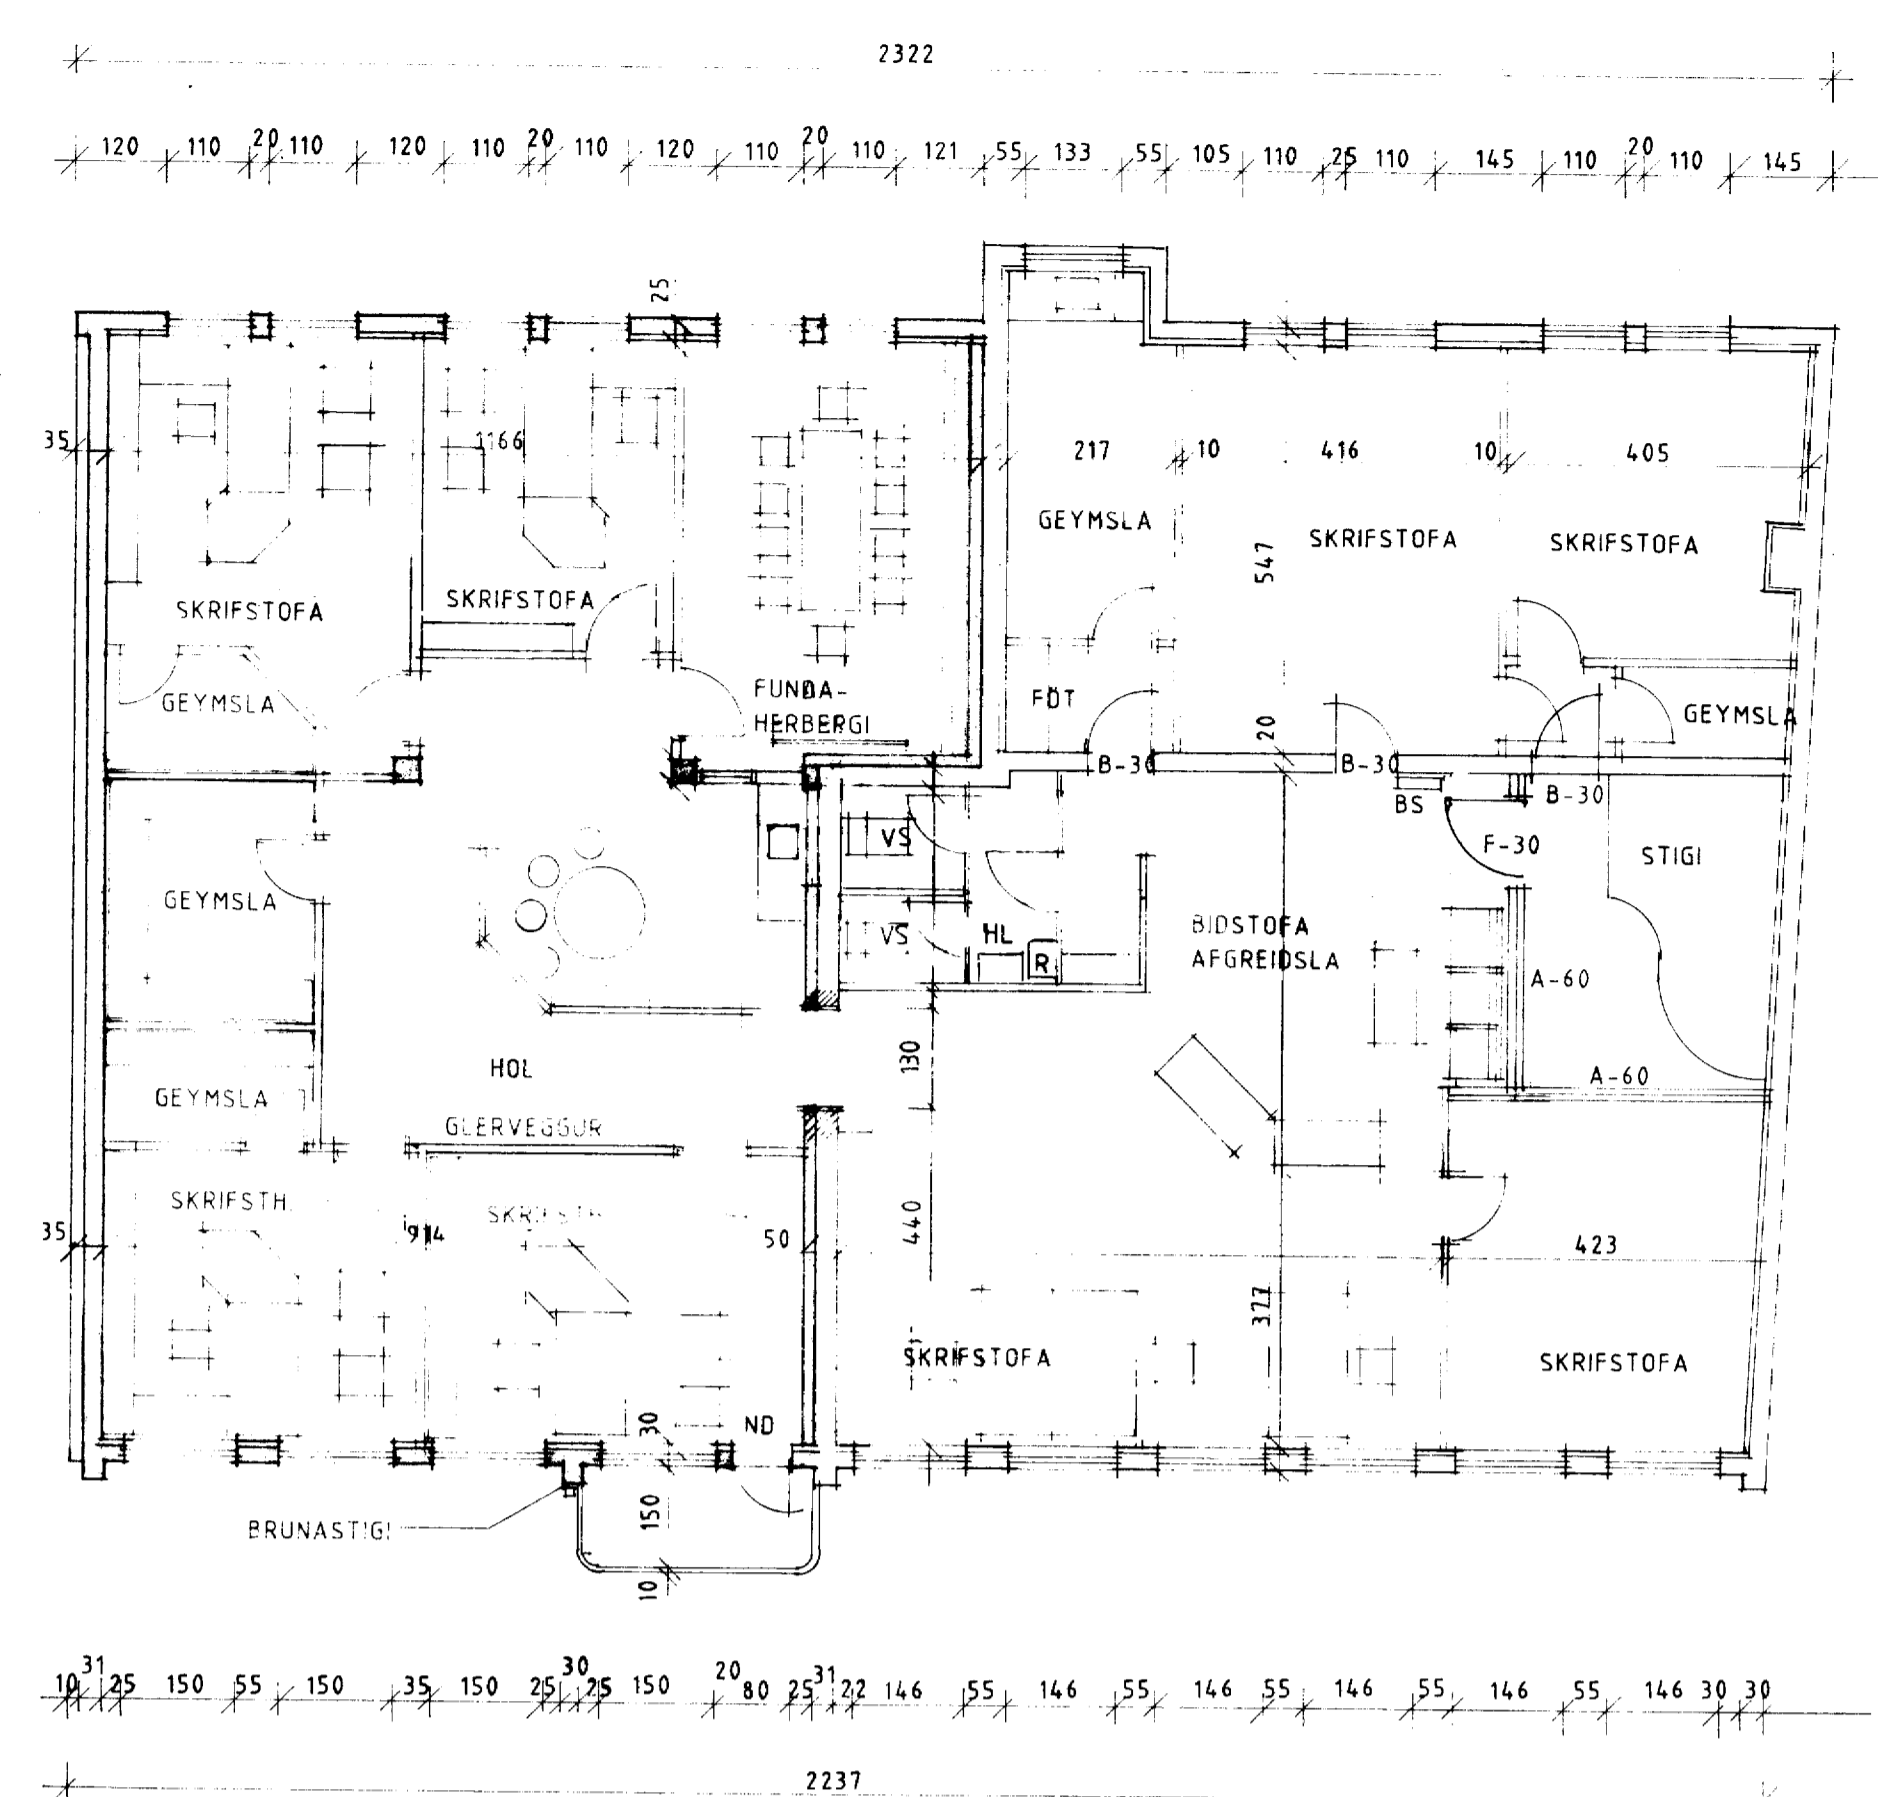 2322
120 110 20 110 120 110 20 110 120 110 20 110 121 55 133 55 105 110 25 110 145 110 20 110 145
25
35
1166
217 10 416 10 405
GEYMSLA
SKRIFSTOFA
SKRIFSTOFA
547
SKRIFSTOFA
SKRIFSTOFA
GEYMSLA
FUNDA-
HERBERGI
FÖT
20
GEYMSLA
B-30
B-30
B-30
BS
VS
F-30
STIGI
GEYMSLA
VS
HL
R
BIDSTOFA
AFGREIDSLA
A-60
HOL
130
A-60
GEYMSLA
GLERVEGGUR
SKRIFSTH.
SKRIFSTH
35
914
50
440
423
377
SKRIFSTOFA
SKRIFSTOFA
30
ND
150
BRUNASTIGI
10
10 31 25 150 55 150 35 150 25 30 25 150 20 80 25 31 22 146 55 146 55 146 55 146 55 146 55 146 30 30
2237